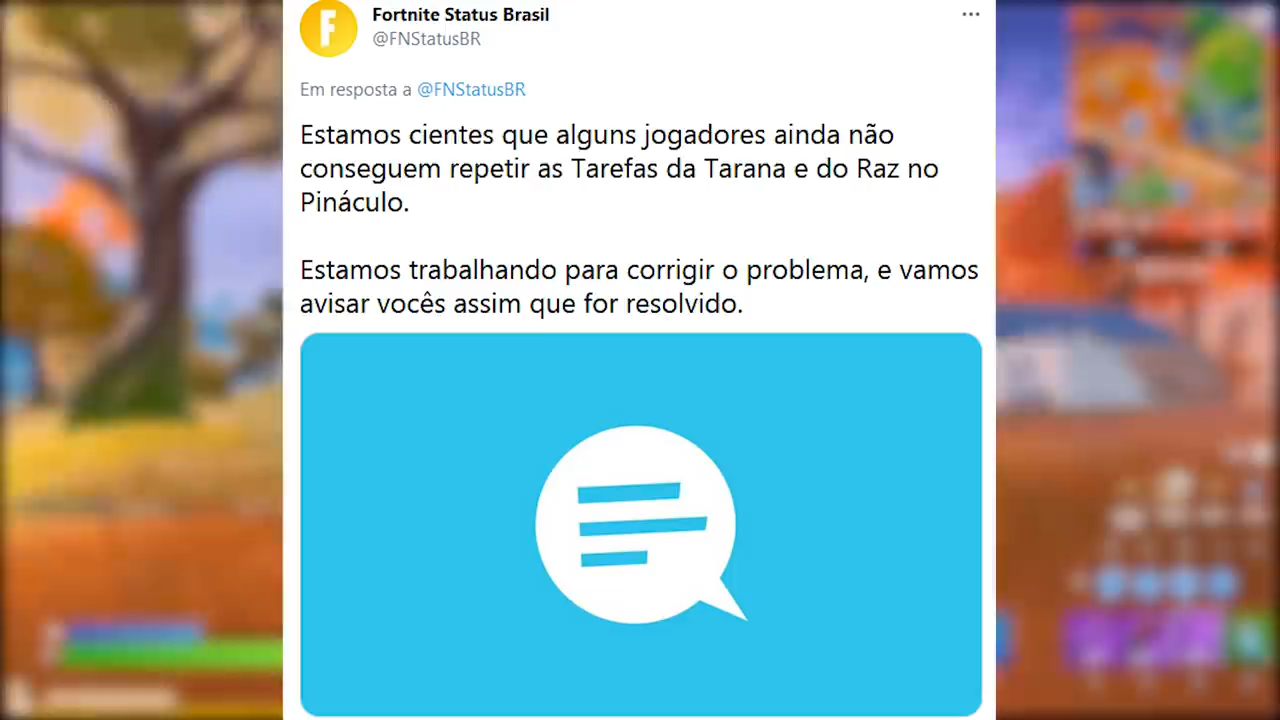 Fortnite Status Brasil
@FNStatusBR
Em resposta a @FNStatusBR
Estamos cientes que alguns jogadores ainda não
conseguem repetir as Tarefas da Tarana e do Raz no
Pináculo.
Estamos trabalhando para corrigir o problema, e vamos
avisar vocês assim que for resolvido.